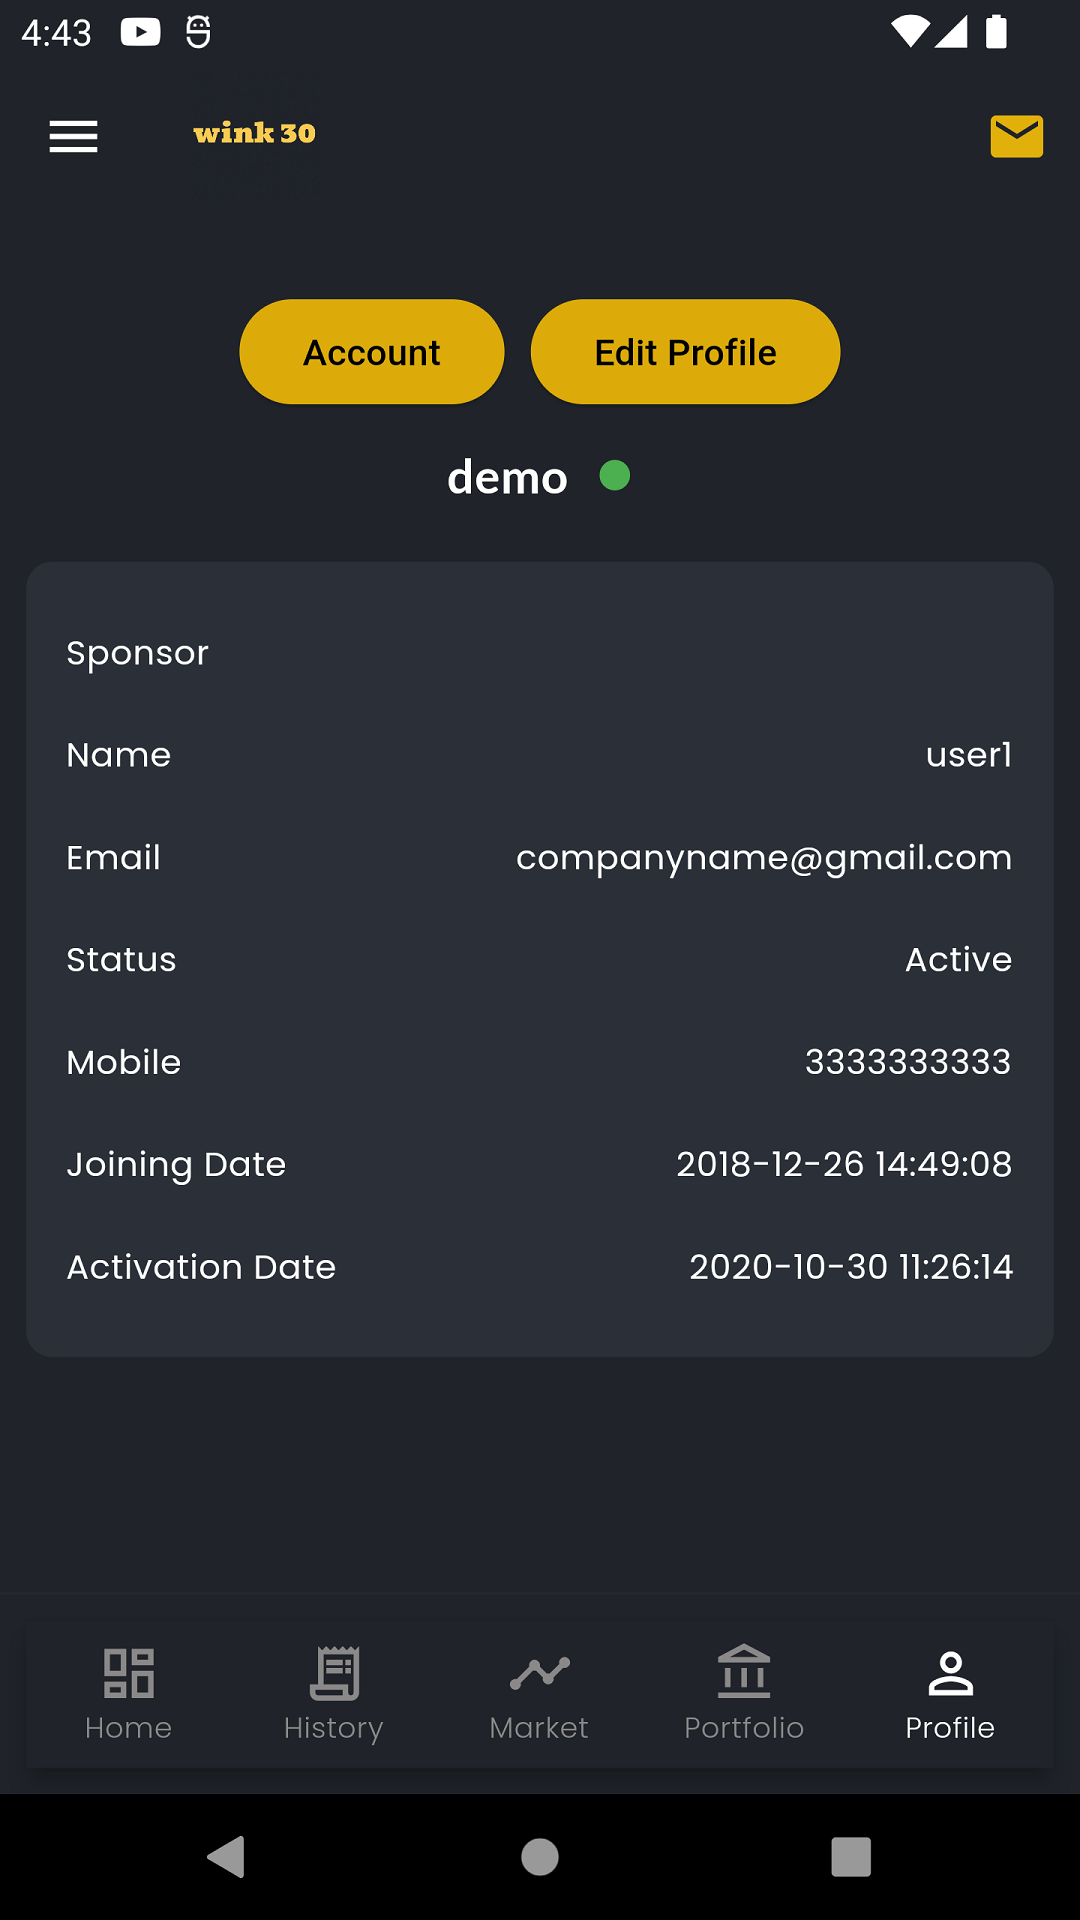 4:43
wink 30
Account Edit Profile
demo
Sponsor
Name user1
Email companyname@gmail.com
Status Active
Mobile 3333333333
Joining Date 2018-12-26 14:49:08
Activation Date 2020-10-30 11:26:14
Home History Market Portfolio Profile